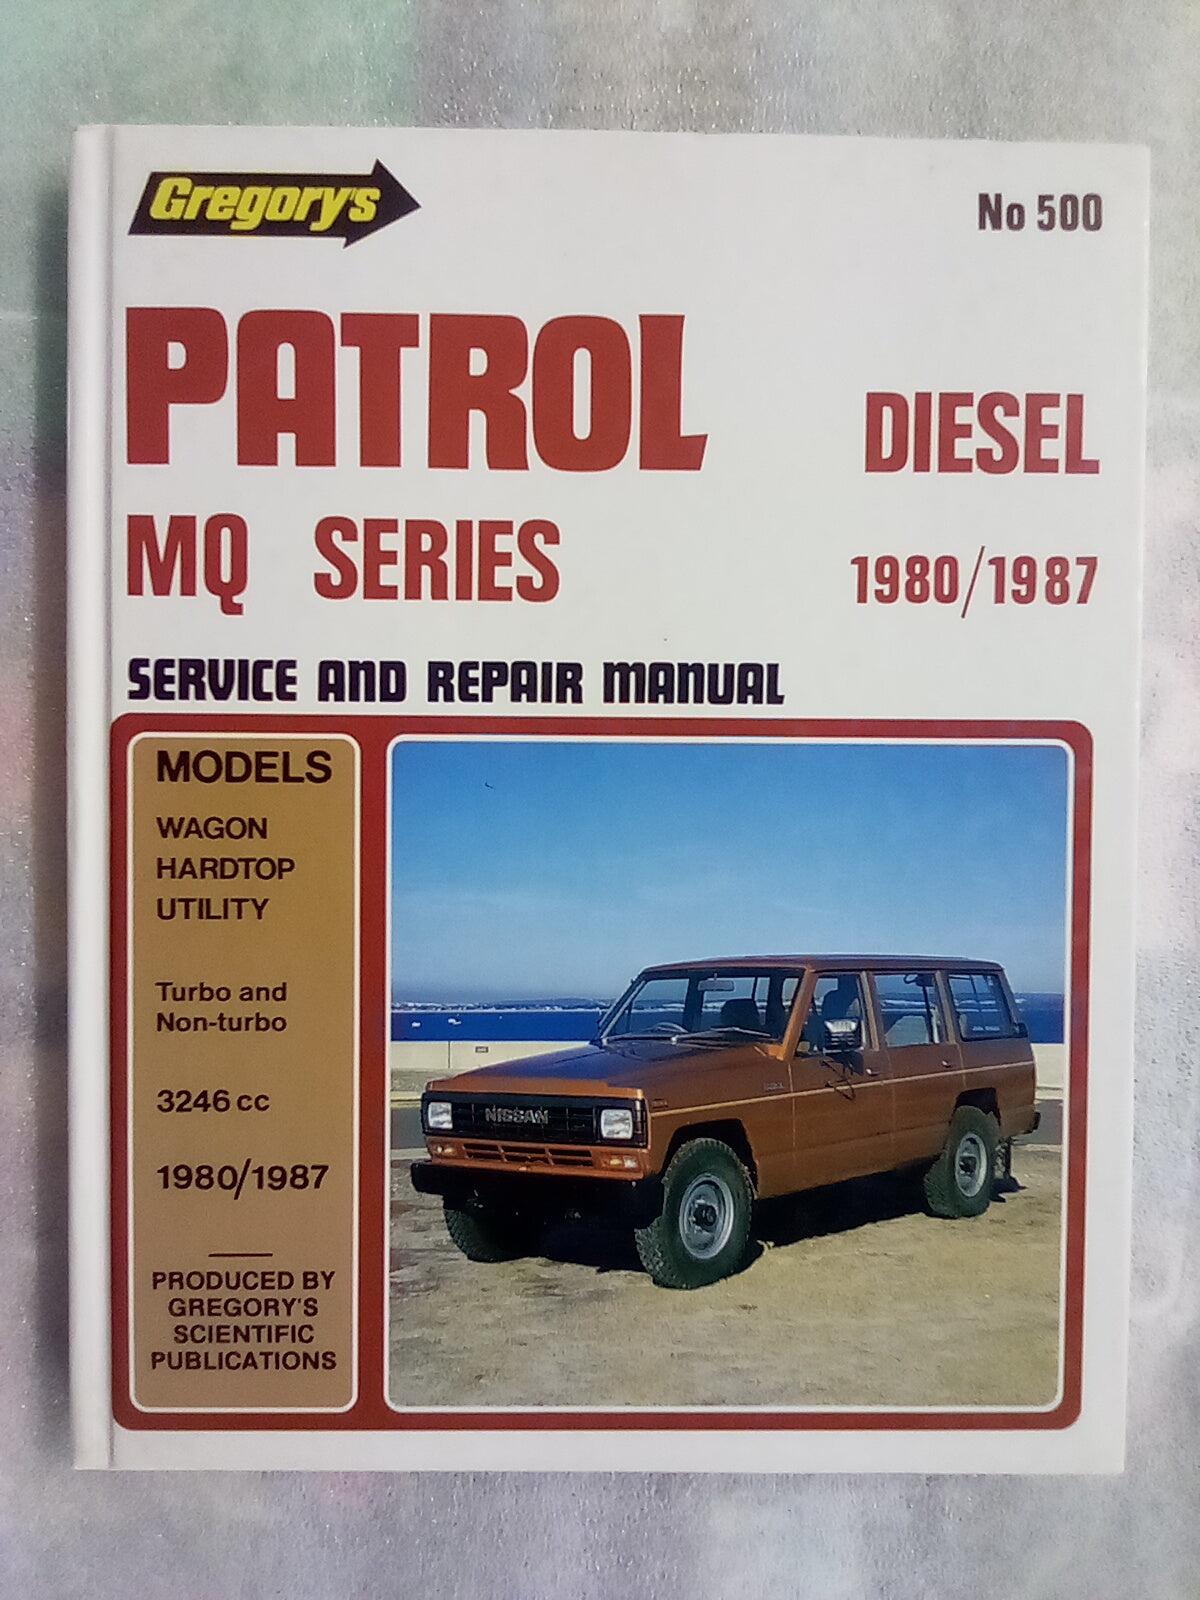 Gregory's
No 500
PATROL DIESEL
MQ SERIES 1980/1987
SERVICE AND REPAIR MANUAL
MODELS
WAGON
HARDTOP
UTILITY
Turbo and
Non-turbo
3246 cc
1980/1987
PRODUCED BY
GREGORY'S
SCIENTIFIC
PUBLICATIONS
NISSAN